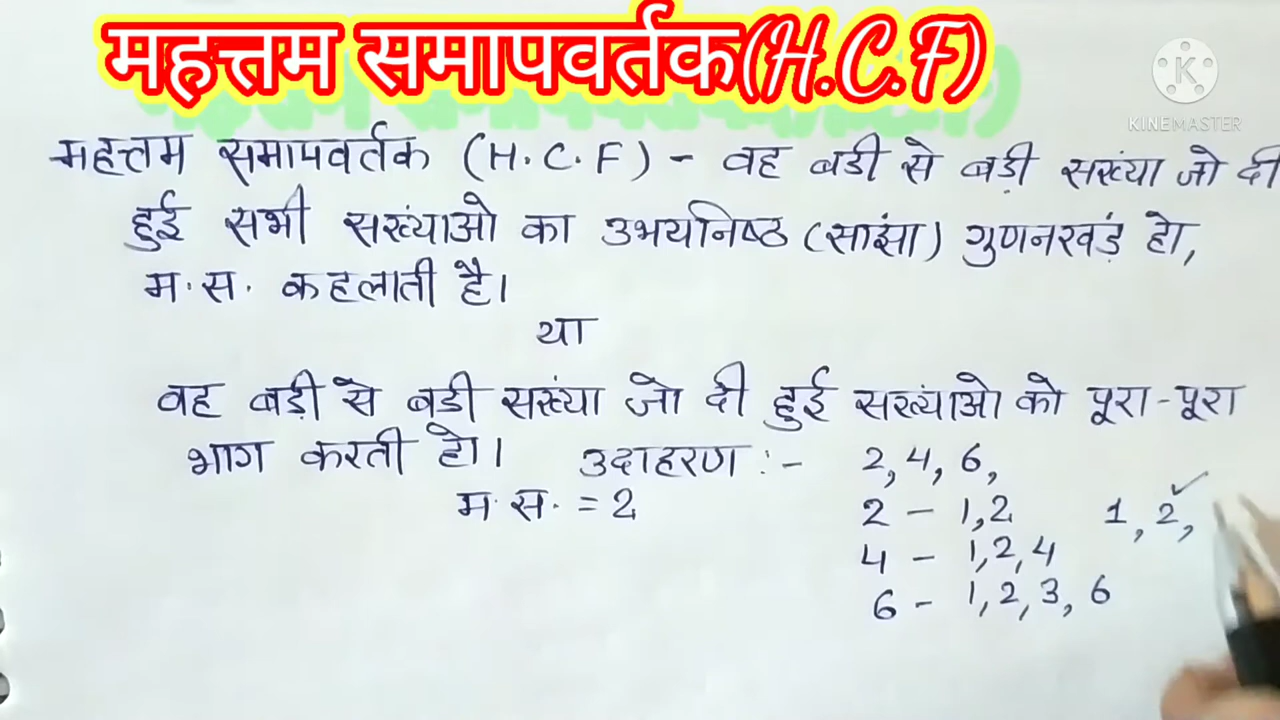 महत्तम समापवर्तक(H.C.F)
K
KINEMASTER
महत्तम समापवर्तक (H.C.F) - वह बडी से बड़ी सख्ंया जो दी
हुई सभी सख्ंयाओ का उभयनिष्ठ (सांझा) गुणनखंड़ हो,
म.स. कहलाती है।
या
वह बड़ी से बडी सख्ंया जो दी हुई सख्ंयाओ को पूरा-पूरा
भाग करती हो। उदाहरण :- 2, 4, 6,
म.स. = 2 2 - 1,2 1, 2, ✓
4 - 1,2,4
6 - 1,2,3,6